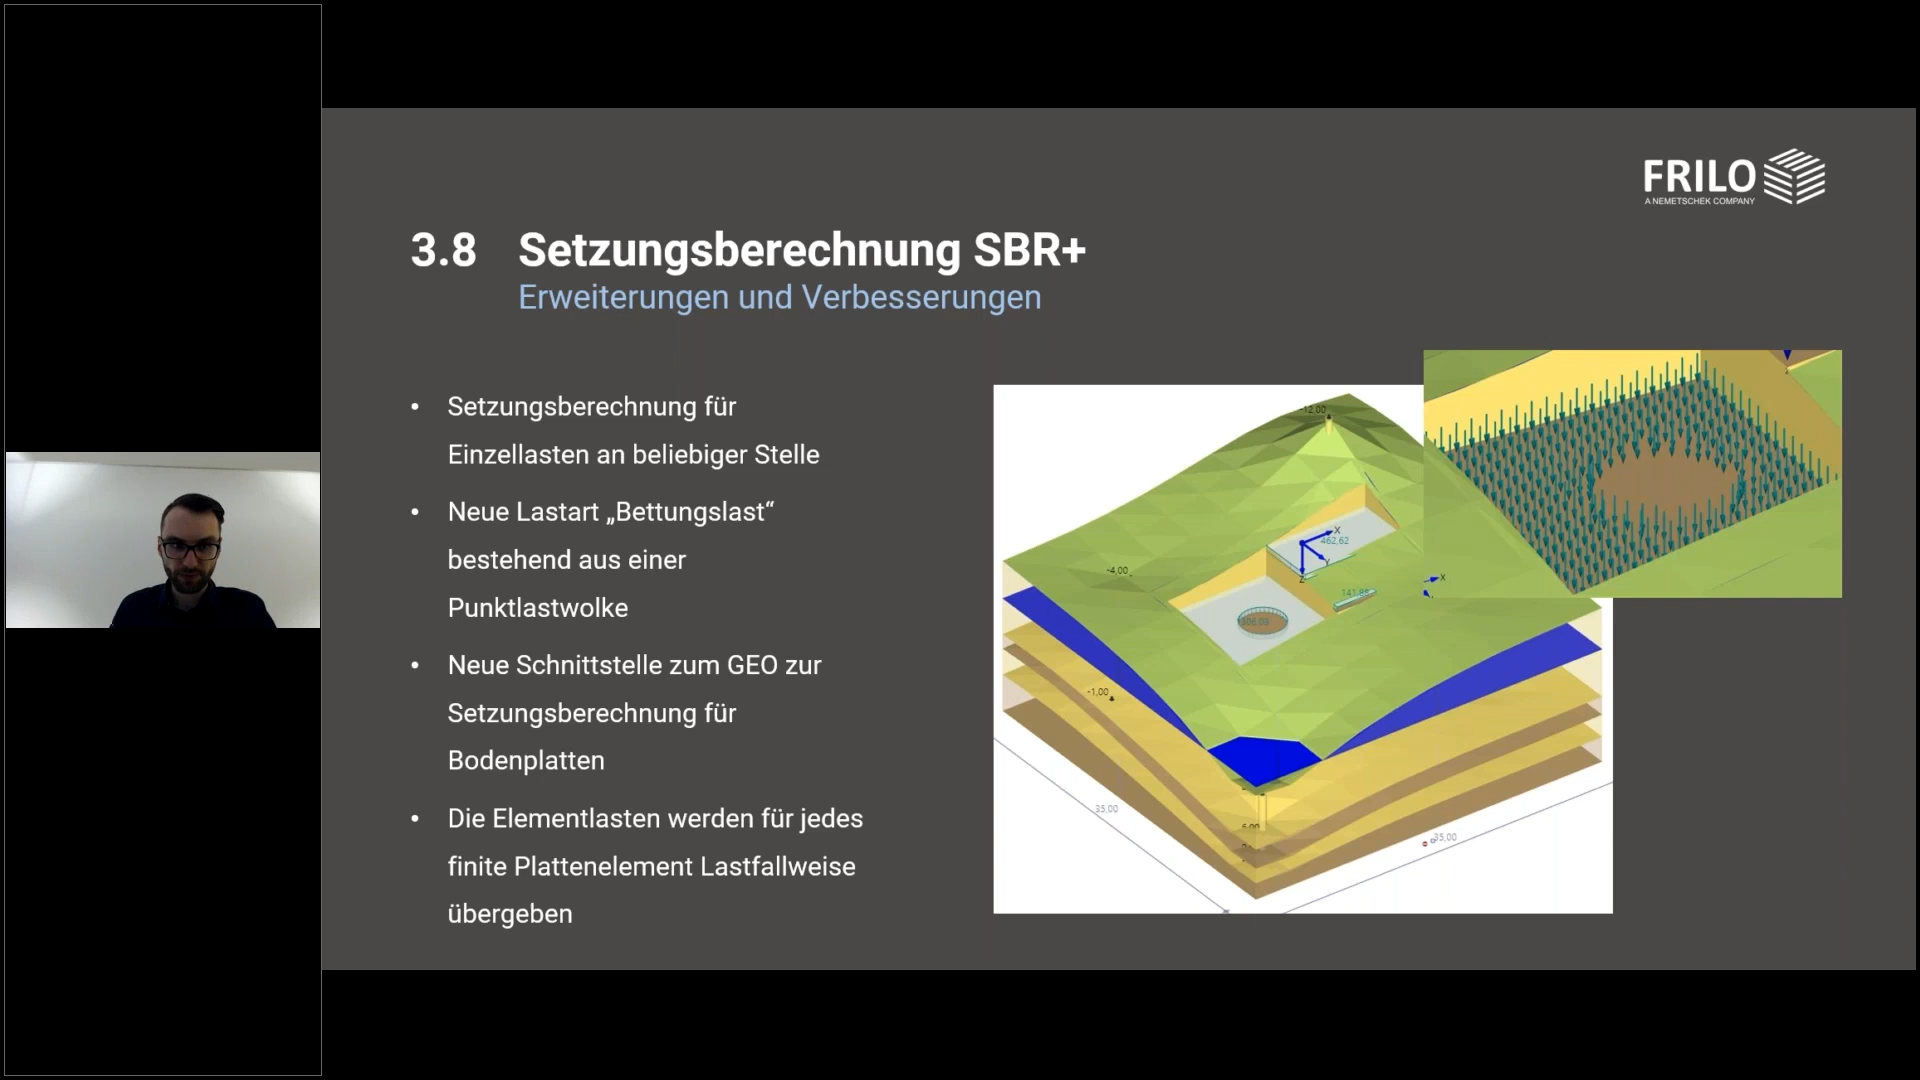 FRILO
A NEMETSCHEK COMPANY
3.8 Setzungsberechnung SBR+
Erweiterungen und Verbesserungen
• Setzungsberechnung für
Einzellasten an beliebiger Stelle
• Neue Lastart „Bettungslast“
bestehend aus einer
Punktlastwolke
• Neue Schnittstelle zum GEO zur
Setzungsberechnung für
Bodenplatten
• Die Elementlasten werden für jedes
finite Plattenelement Lastfallweise
übergeben
-12,00
X
462,62
Y
Z
-4,00
X
-1,00
35,00
35,00